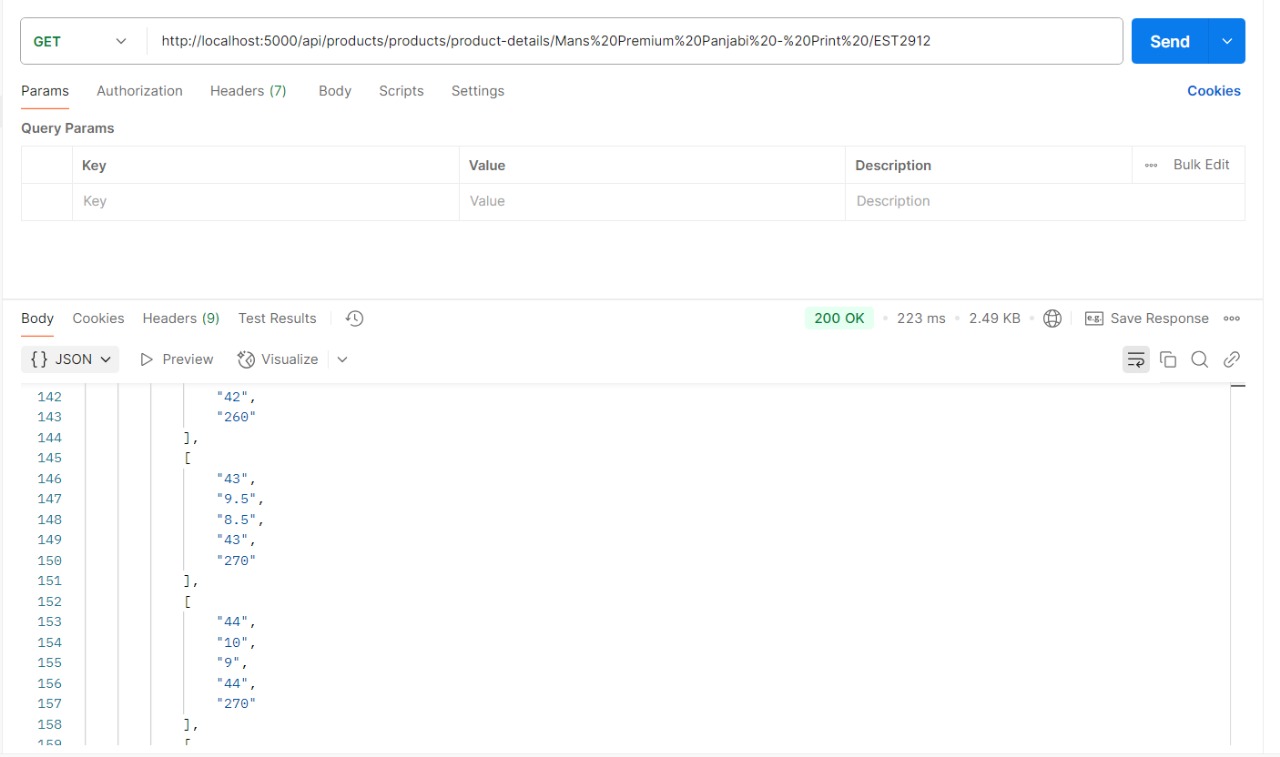 GET http://localhost:5000/api/products/products/product-details/Mans%20Premium%20Panjabi%20-%20Print%20/EST2912 Send
Params Authorization Headers (7) Body Scripts Settings Cookies
Query Params
Key Value Description Bulk Edit
Key Value Description
Body Cookies Headers (9) Test Results 200 OK 223 ms 2.49 KB e.g. Save Response
{} JSON Preview Visualize
142 "42",
143 "260"
144 ],
145 [
146 "43",
147 "9.5",
148 "8.5",
149 "43",
150 "270"
151 ],
152 [
153 "44",
154 "10",
155 "9",
156 "44",
157 "270"
158 ],
159 [